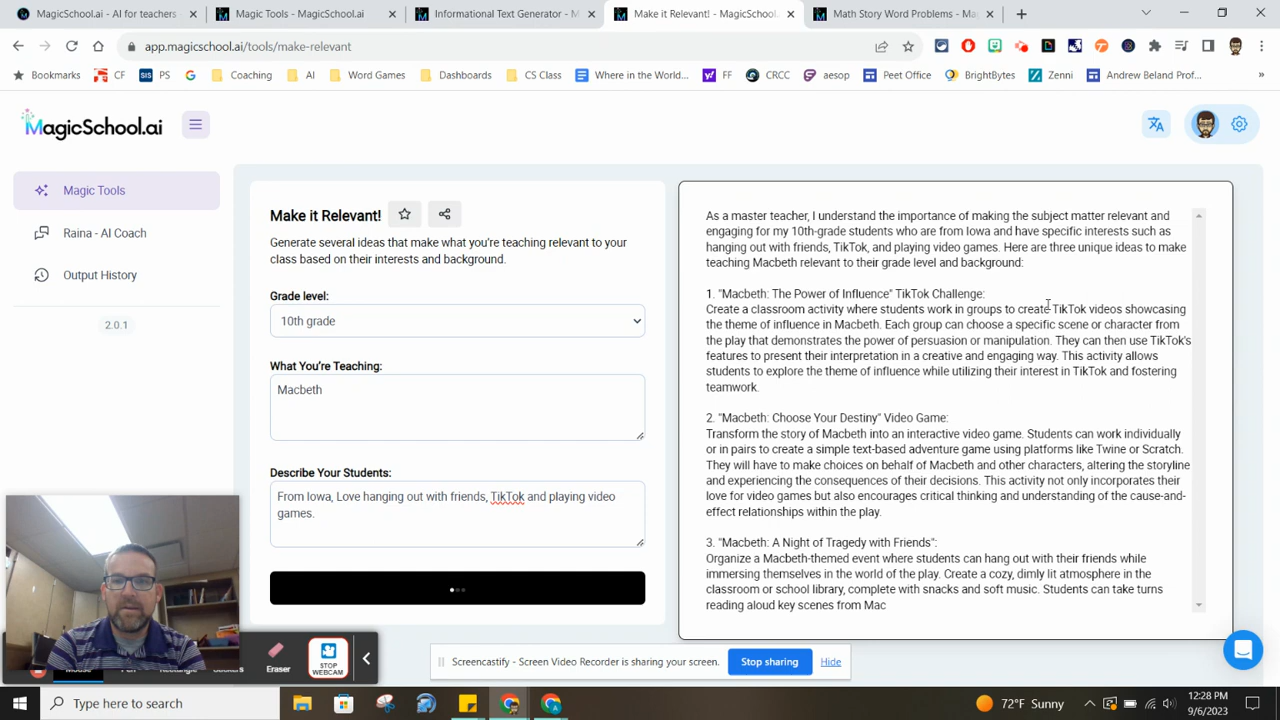 MagicSchool.ai - AI for teachers
Magic Tools - MagicSchool.ai
Informational Text Generator - M
Make it Relevant! - MagicSchool.
Math Story Word Problems - Ma
app.magicschool.ai/tools/make-relevant
Bookmarks
CF
SIS
PS
Coaching
AI
Word Games
Dashboards
CS Class
Where in the World...
FF
CRCC
aesop
Peet Office
BrightBytes
Zenni
Andrew Beland Prof...
»
MagicSchool.ai
Magic Tools
Raina - AI Coach
Output History
2.0.1
Make it Relevant!
Generate several ideas that make what you're teaching relevant to your
class based on their interests and background.
Grade level:
10th grade
What You're Teaching:
Macbeth
Describe Your Students:
From Iowa, Love hanging out with friends, TikTok and playing video
games.
As a master teacher, I understand the importance of making the subject matter relevant and
engaging for my 10th-grade students who are from Iowa and have specific interests such as
hanging out with friends, TikTok, and playing video games. Here are three unique ideas to make
teaching Macbeth relevant to their grade level and background:
1. "Macbeth: The Power of Influence" TikTok Challenge:
Create a classroom activity where students work in groups to create TikTok videos showcasing
the theme of influence in Macbeth. Each group can choose a specific scene or character from
the play that demonstrates the power of persuasion or manipulation. They can then use TikTok's
features to present their interpretation in a creative and engaging way. This activity allows
students to explore the theme of influence while utilizing their interest in TikTok and fostering
teamwork.
2. "Macbeth: Choose Your Destiny" Video Game:
Transform the story of Macbeth into an interactive video game. Students can work individually
or in pairs to create a simple text-based adventure game using platforms like Twine or Scratch.
They will have to make choices on behalf of Macbeth and other characters, altering the storyline
and experiencing the consequences of their decisions. This activity not only incorporates their
love for video games but also encourages critical thinking and understanding of the cause-and-
effect relationships within the play.
3. "Macbeth: A Night of Tragedy with Friends":
Organize a Macbeth-themed event where students can hang out with their friends while
immersing themselves in the world of the play. Create a cozy, dimly lit atmosphere in the
classroom or school library, complete with snacks and soft music. Students can take turns
reading aloud key scenes from Mac
Eraser
STOP
WEBCAM
Screencastify - Screen Video Recorder is sharing your screen.
Stop sharing
Hide
Type here to search
72°F Sunny
12:28 PM
9/6/2023